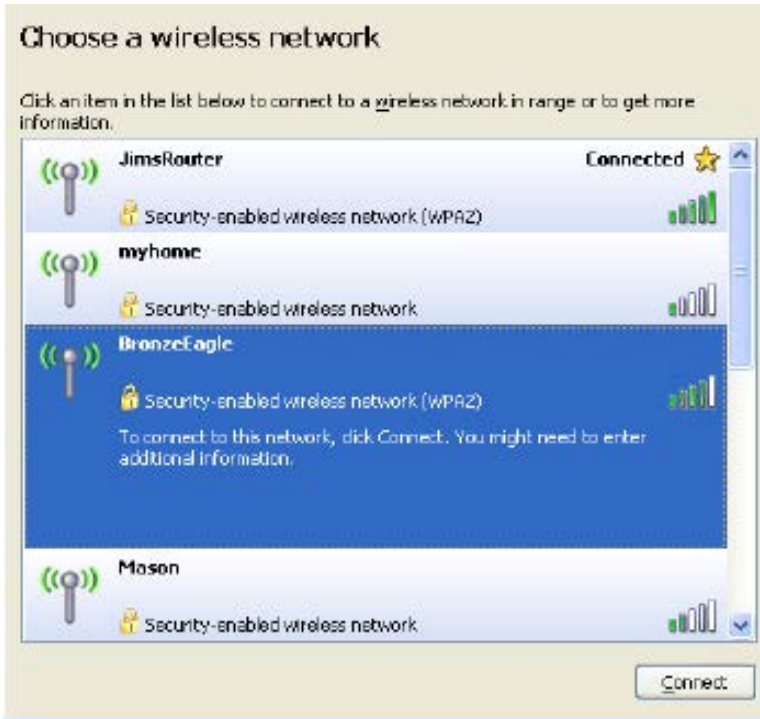 Choose a wireless network
Click an item in the list below to connect to a wireless network in range or to get more
information.
JimsRouter Connected
Security-enabled wireless network (WPA2)
myhome
Security-enabled wireless network
BronzeEagle
Security-enabled wireless network (WPA2)
To connect to this network, click Connect. You might need to enter
additional information.
Mason
Security-enabled wireless network
Connect